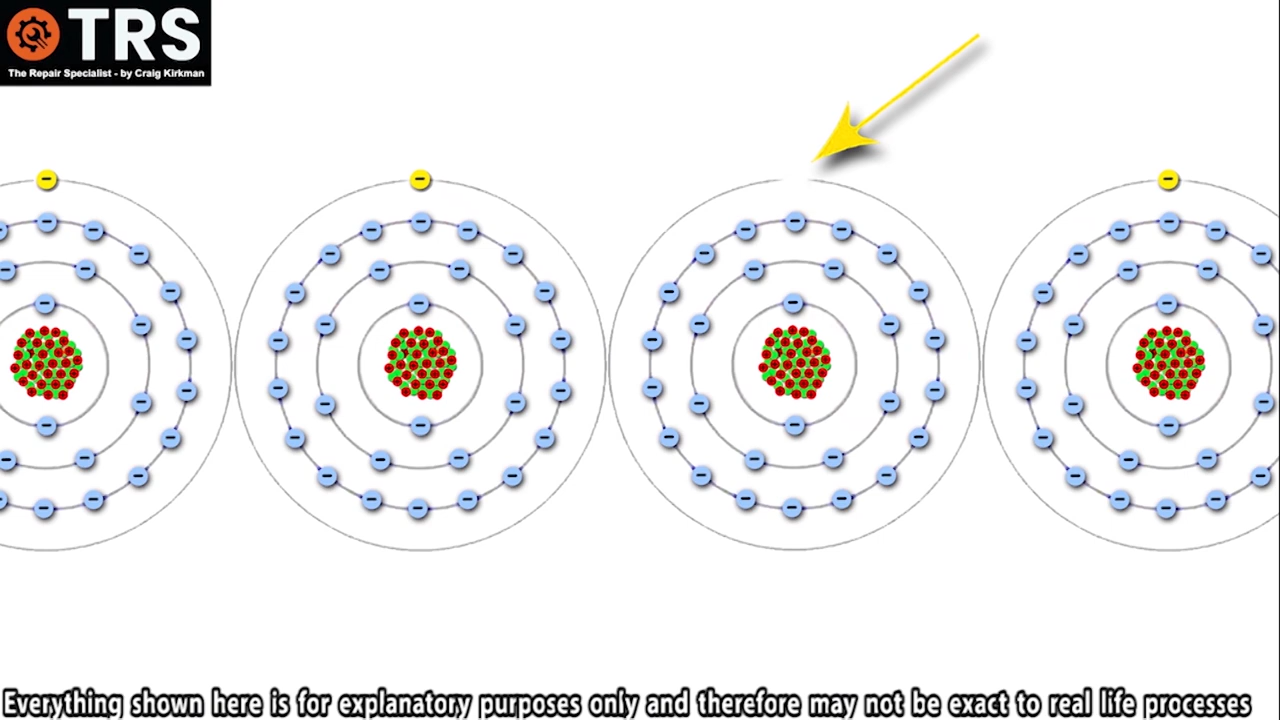 TRS
The Repair Specialist - by Craig Kirkman
Everything shown here is for explanatory purposes only and therefore may not be exact to real life processes